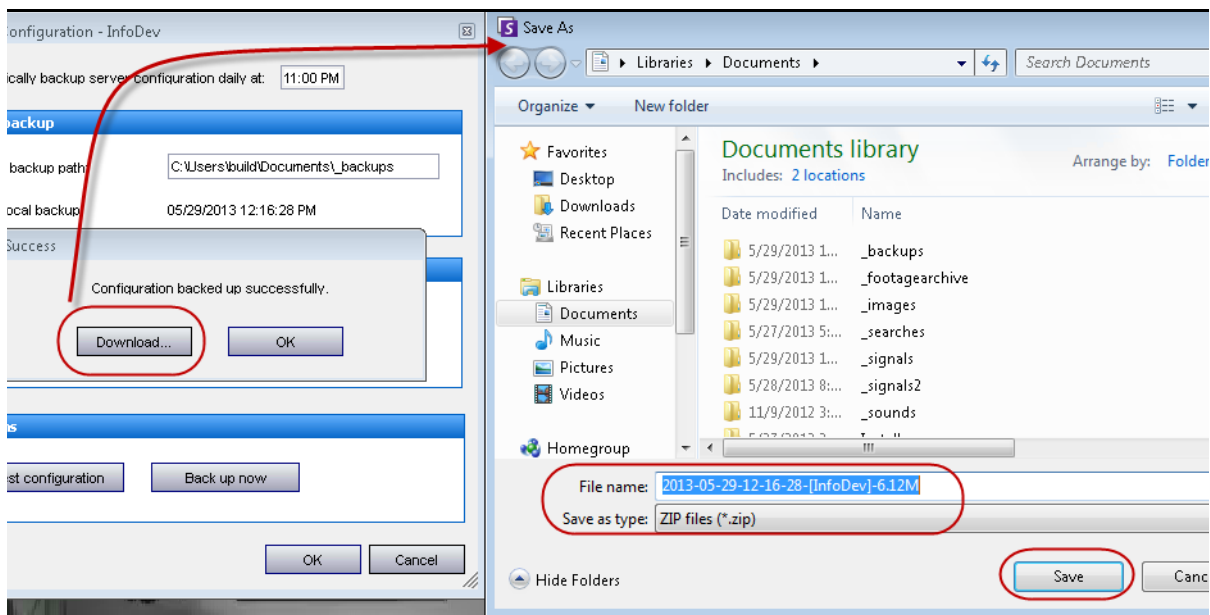 onfiguration - InfoDev
ically backup server configuration daily at: 11:00 PM
backup
backup path: C:\Users\build\Documents\_backups
ocal backup: 05/29/2013 12:16:28 PM
Success
Configuration backed up successfully.
Download...
OK
ns
est configuration
Back up now
OK
Cancel
Save As
Libraries
Documents
Search Documents
Organize
New folder
Favorites
Desktop
Downloads
Recent Places
Libraries
Documents
Music
Pictures
Videos
Homegroup
Documents library
Includes: 2 locations
Arrange by: Folder
Date modified Name
5/29/2013 1... _backups
5/29/2013 1... _footagearchive
5/29/2013 1... _images
5/27/2013 5:... _searches
5/29/2013 1... _signals
5/28/2013 8:... _signals2
11/9/2012 3:... _sounds
File name: 2013-05-29-12-16-28-[InfoDev]-6.12M
Save as type: ZIP files (*.zip)
Hide Folders
Save
Canc